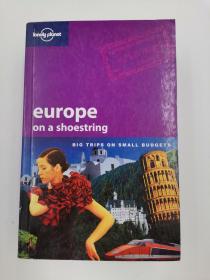 lonely planet
europe
on a shoestring
BIG TRIPS ON SMALL BUDGETS